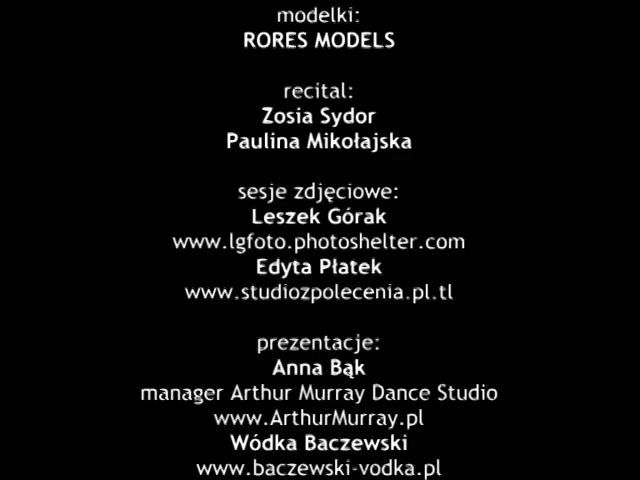 modelki:
RORES MODELS
recital:
Zosia Sydor
Paulina Mikołajska
sesje zdjęciowe:
Leszek Górak
www.lgfoto.photoshelter.com
Edyta Płatek
www.studiozpolecenia.pl.tl
prezentacje:
Anna Bąk
manager Arthur Murray Dance Studio
www.ArthurMurray.pl
Wódka Baczewski
www.baczewski-vodka.pl